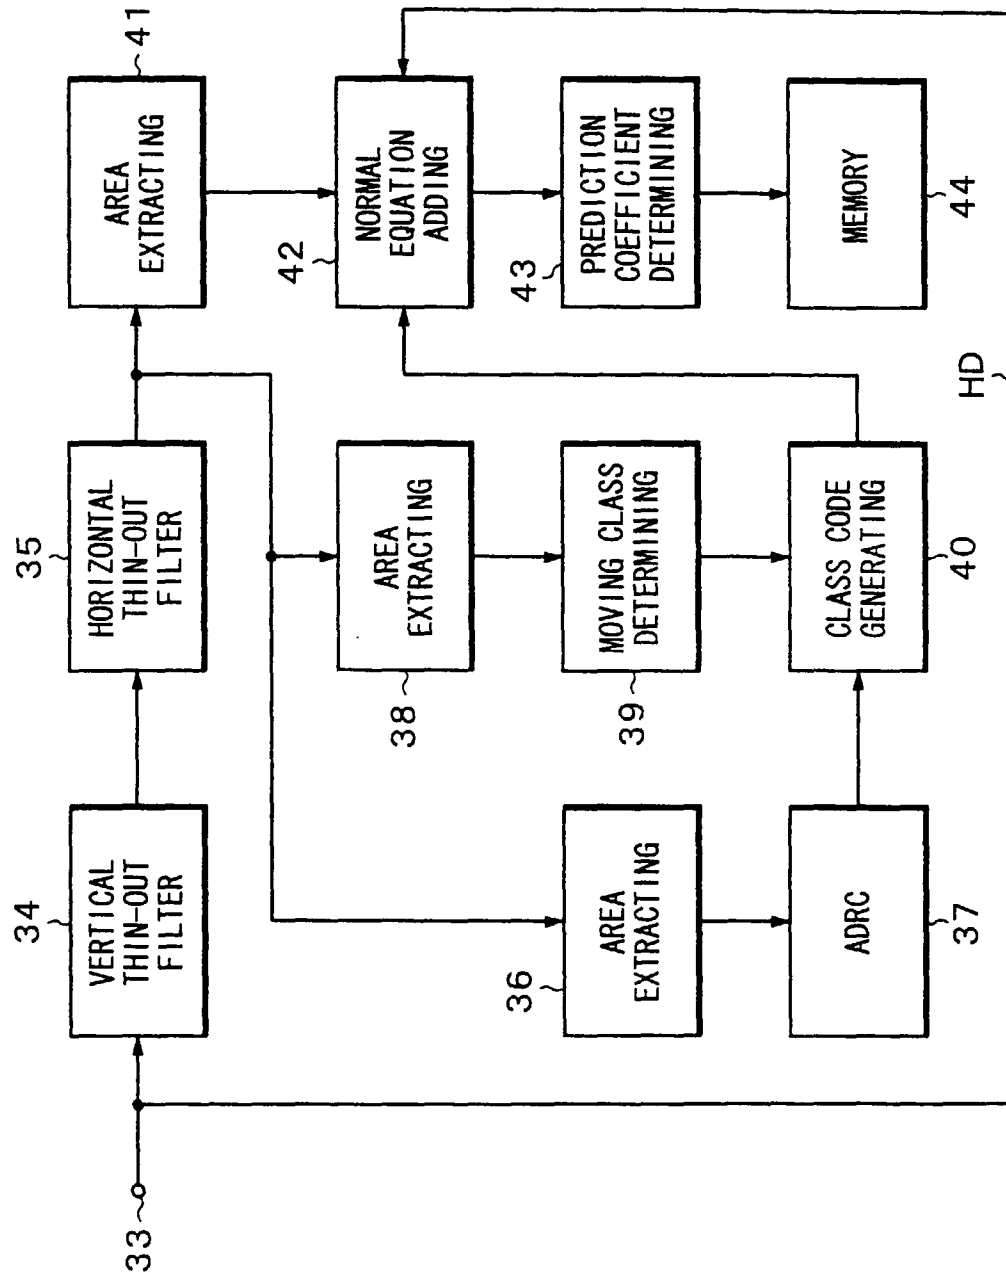 33
34
VERTICAL
THIN-OUT
FILTER
35
HORIZONTAL
THIN-OUT
FILTER
41
AREA
EXTRACTING
36
AREA
EXTRACTING
38
AREA
EXTRACTING
42
NORMAL
EQUATION
ADDING
39
MOVING CLASS
DETERMINING
43
PREDICTION
COEFFICIENT
DETERMINING
37
ADRC
40
CLASS CODE
GENERATING
44
MEMORY
HD